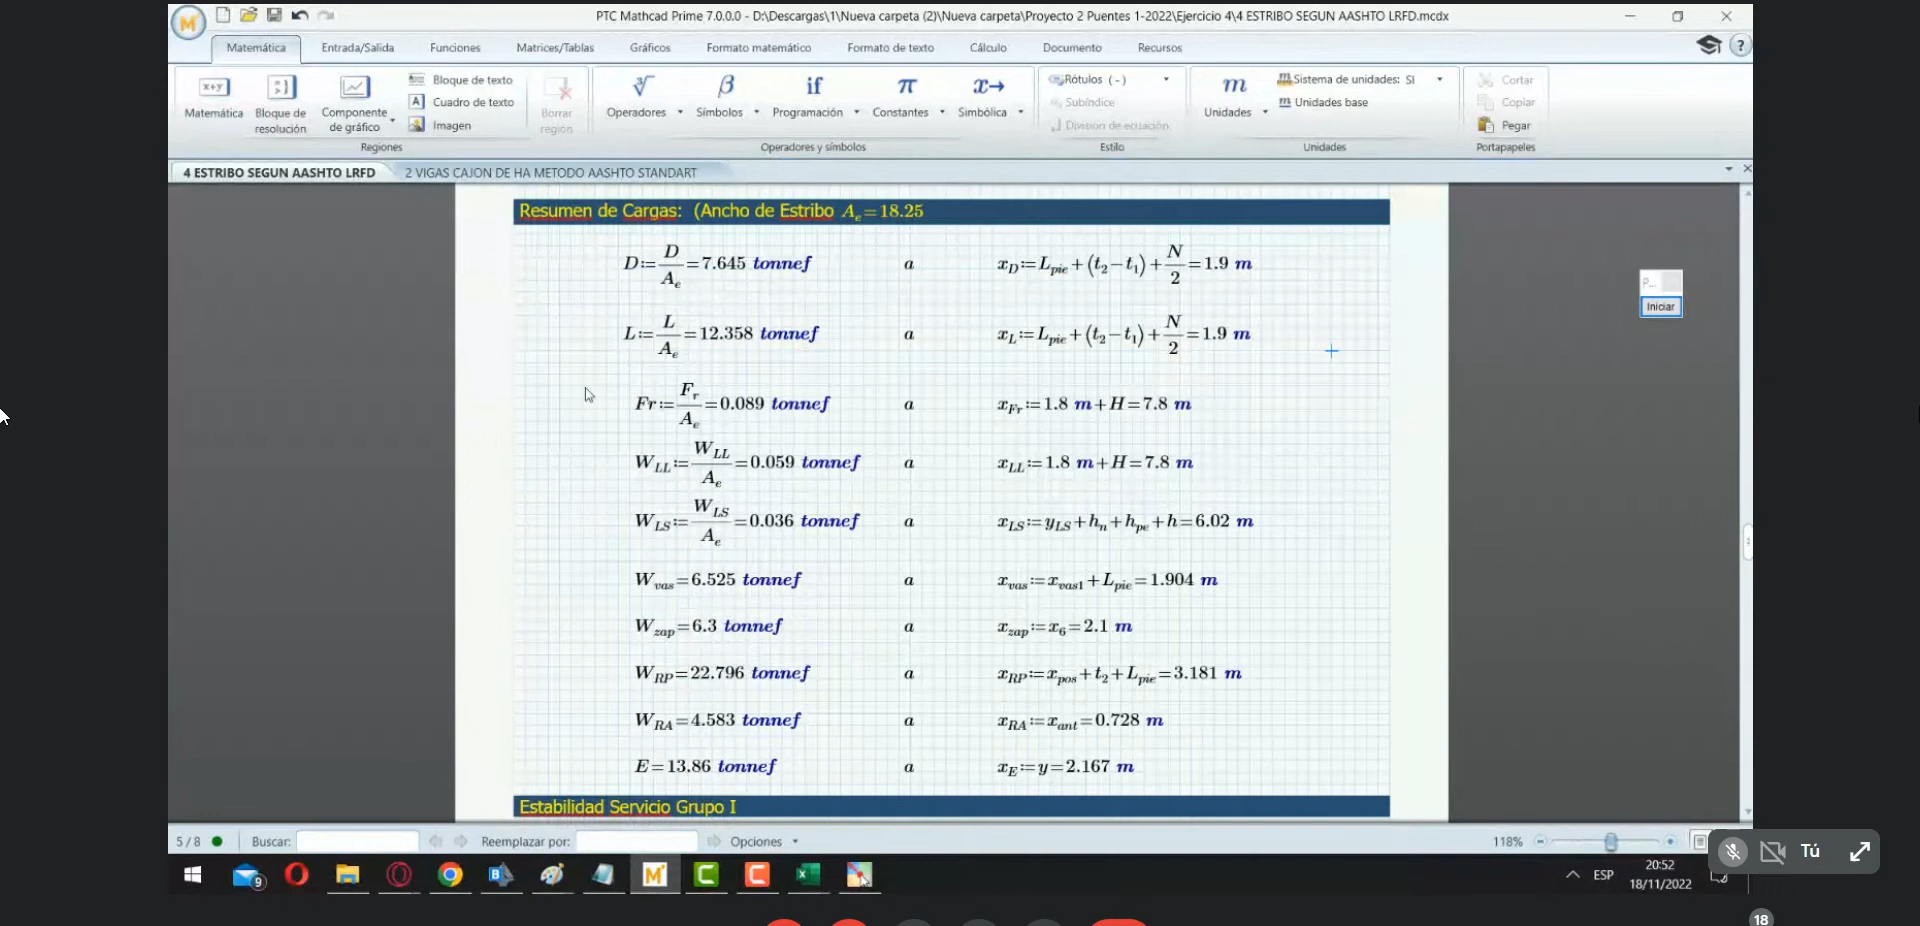 PTC Mathcad Prime 7.0.0.0 - D:\Descargas\1\Nueva carpeta (2)\Nueva carpeta\Proyecto 2 Puentes 1-2022\Ejercicio 4\4 ESTRIBO SEGUN AASHTO LRFD.mcdx
Matemática Entrada/Salida Funciones Matrices/Tablas Gráficos Formato matemático Formato de texto Cálculo Documento Recursos
Matemática
Bloque de resolución
Componente de gráfico
Bloque de texto
Cuadro de texto
Imagen
Borrar región
Regiones
Operadores
Símbolos
if
Programación
Constantes
Simbólica
Operadores y símbolos
Rótulos ( - )
Subíndice
División de ecuación
Estilo
Unidades
Sistema de unidades: SI
Unidades base
Unidades
Cortar
Copiar
Pegar
Portapapeles
4 ESTRIBO SEGUN AASHTO LRFD 2 VIGAS CAJON DE HA METODO AASHTO STANDART
Resumen de Cargas: (Ancho de Estribo A_e=18.25
D:=D/A_e=7.645 tonnef a x_D:=L_pie+(t_2−t_1)+N/2=1.9 m
L:=L/A_e=12.358 tonnef a x_L:=L_pie+(t_2−t_1)+N/2=1.9 m
Fr:=F_r/A_e=0.089 tonnef a x_Fr:=1.8 m+H=7.8 m
W_LL:=W_LL/A_e=0.059 tonnef a x_LL:=1.8 m+H=7.8 m
W_LS:=W_LS/A_e=0.036 tonnef a x_LS:=y_LS+h_n+h_pe+h=6.02 m
W_vas=6.525 tonnef a x_vas:=x_vas1+L_pie=1.904 m
W_zap=6.3 tonnef a x_zap:=x_6=2.1 m
W_RP=22.796 tonnef a x_RP:=x_pos+t_2+L_pie=3.181 m
W_RA=4.583 tonnef a x_RA:=x_ant=0.728 m
E=13.86 tonnef a x_E:=y=2.167 m
Estabilidad Servicio Grupo I
P...
Iniciar
5 / 8 Buscar: Reemplazar por: Opciones 118%
Tú
9
ESP
20:52
18/11/2022
18